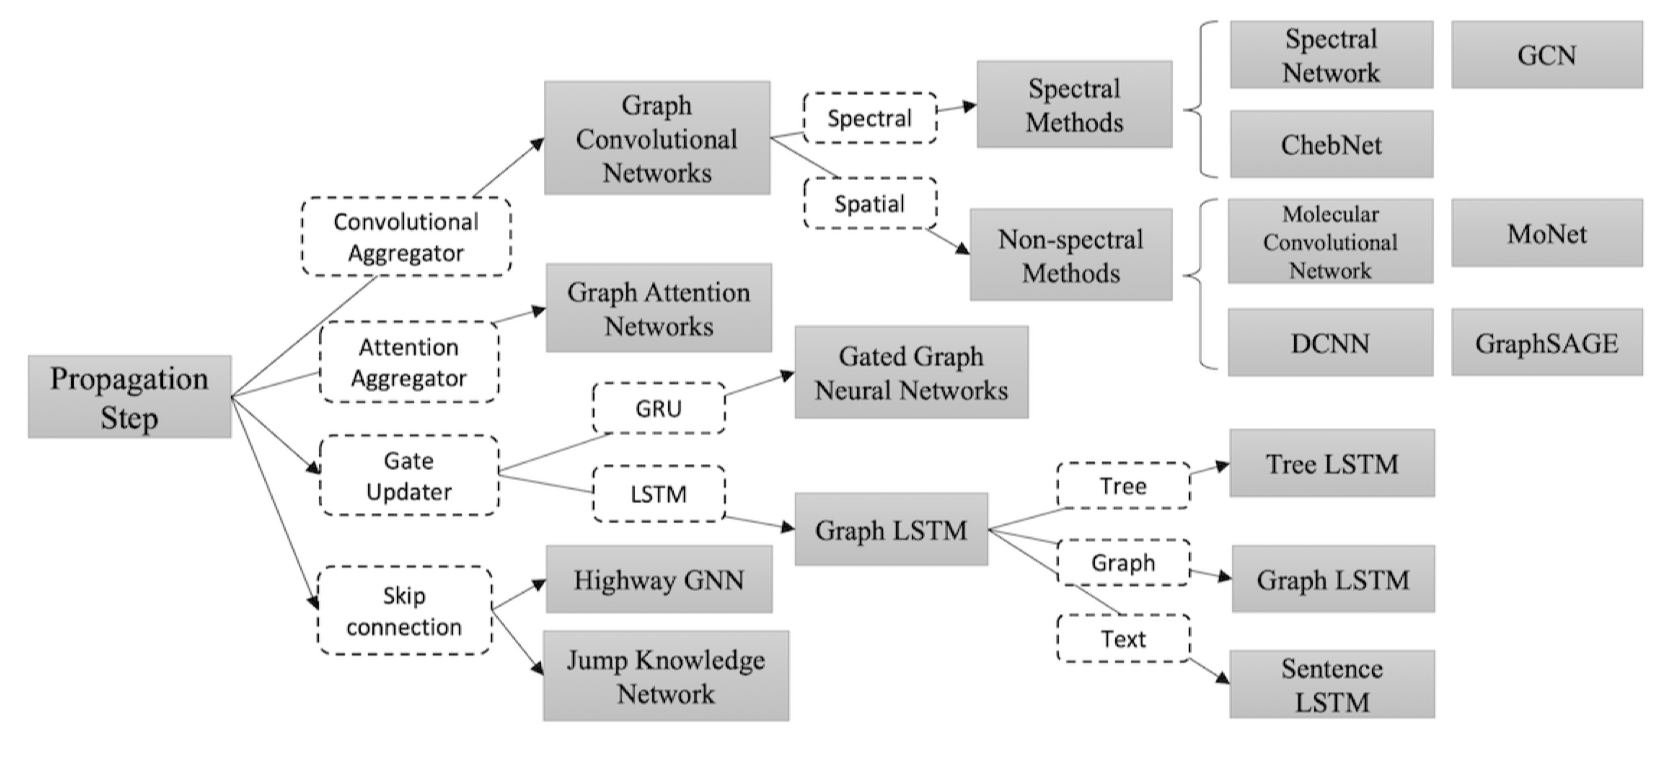 Propagation
Step
Convolutional
Aggregator
Attention
Aggregator
Gate
Updater
Skip
connection
Graph
Convolutional
Networks
Graph Attention
Networks
GRU
LSTM
Highway GNN
Jump Knowledge
Network
Spectral
Spatial
Gated Graph
Neural Networks
Graph LSTM
Spectral
Methods
Non-spectral
Methods
Tree
Graph
Text
Spectral
Network
GCN
ChebNet
Molecular
Convolutional
Network
MoNet
DCNN
GraphSAGE
Tree LSTM
Graph LSTM
Sentence
LSTM